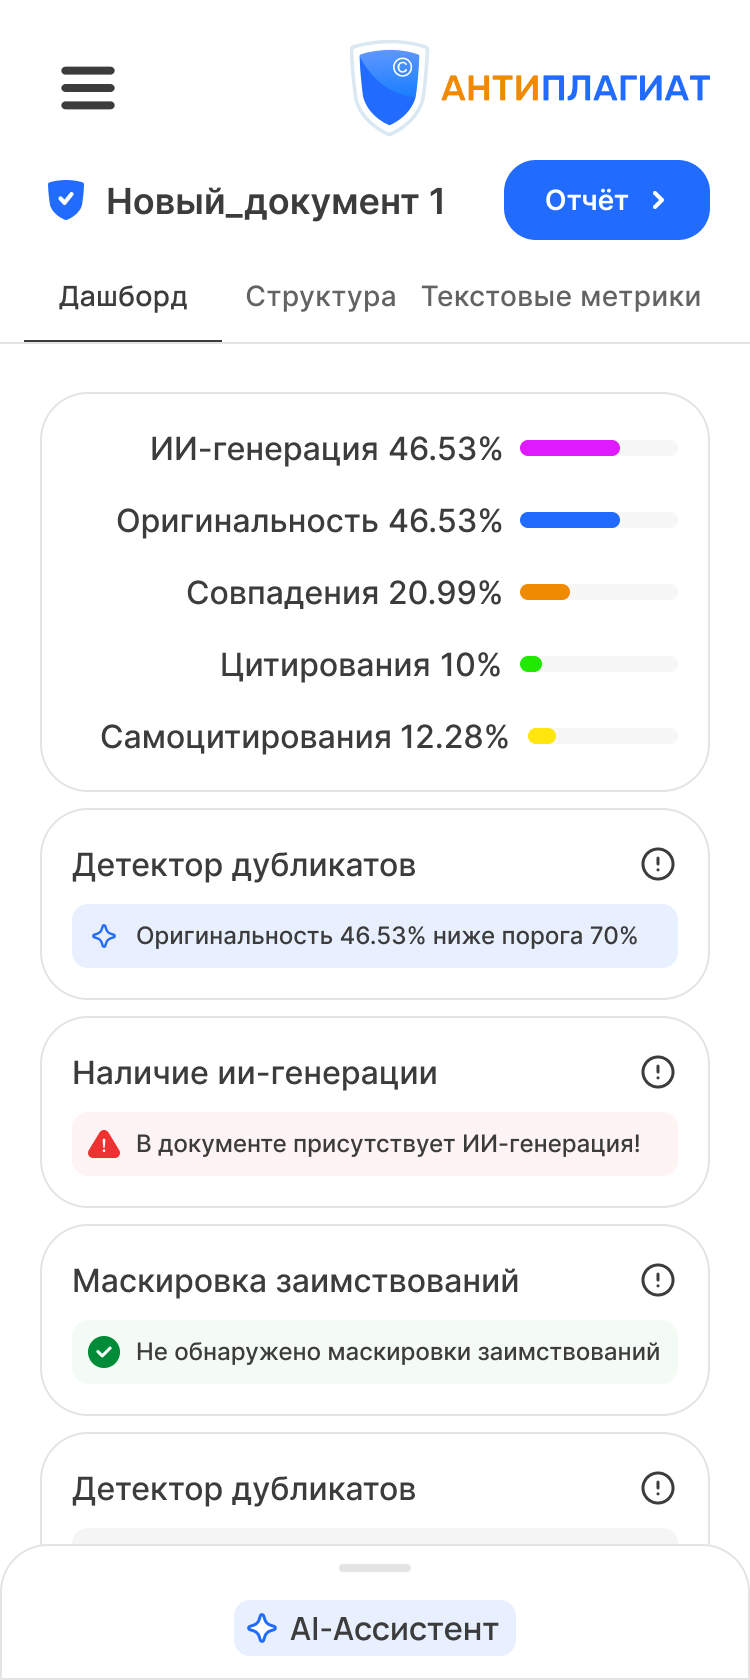 ©
АНТИПЛАГИАТ
Новый_документ 1
Отчёт
Дашборд
Структура
Текстовые метрики
ИИ-генерация 46.53%
Оригинальность 46.53%
Совпадения 20.99%
Цитирования 10%
Самоцитирования 12.28%
Детектор дубликатов
Оригинальность 46.53% ниже порога 70%
Наличие ии-генерации
В документе присутствует ИИ-генерация!
Маскировка заимствований
Не обнаружено маскировки заимствований
Детектор дубликатов
AI-Ассистент